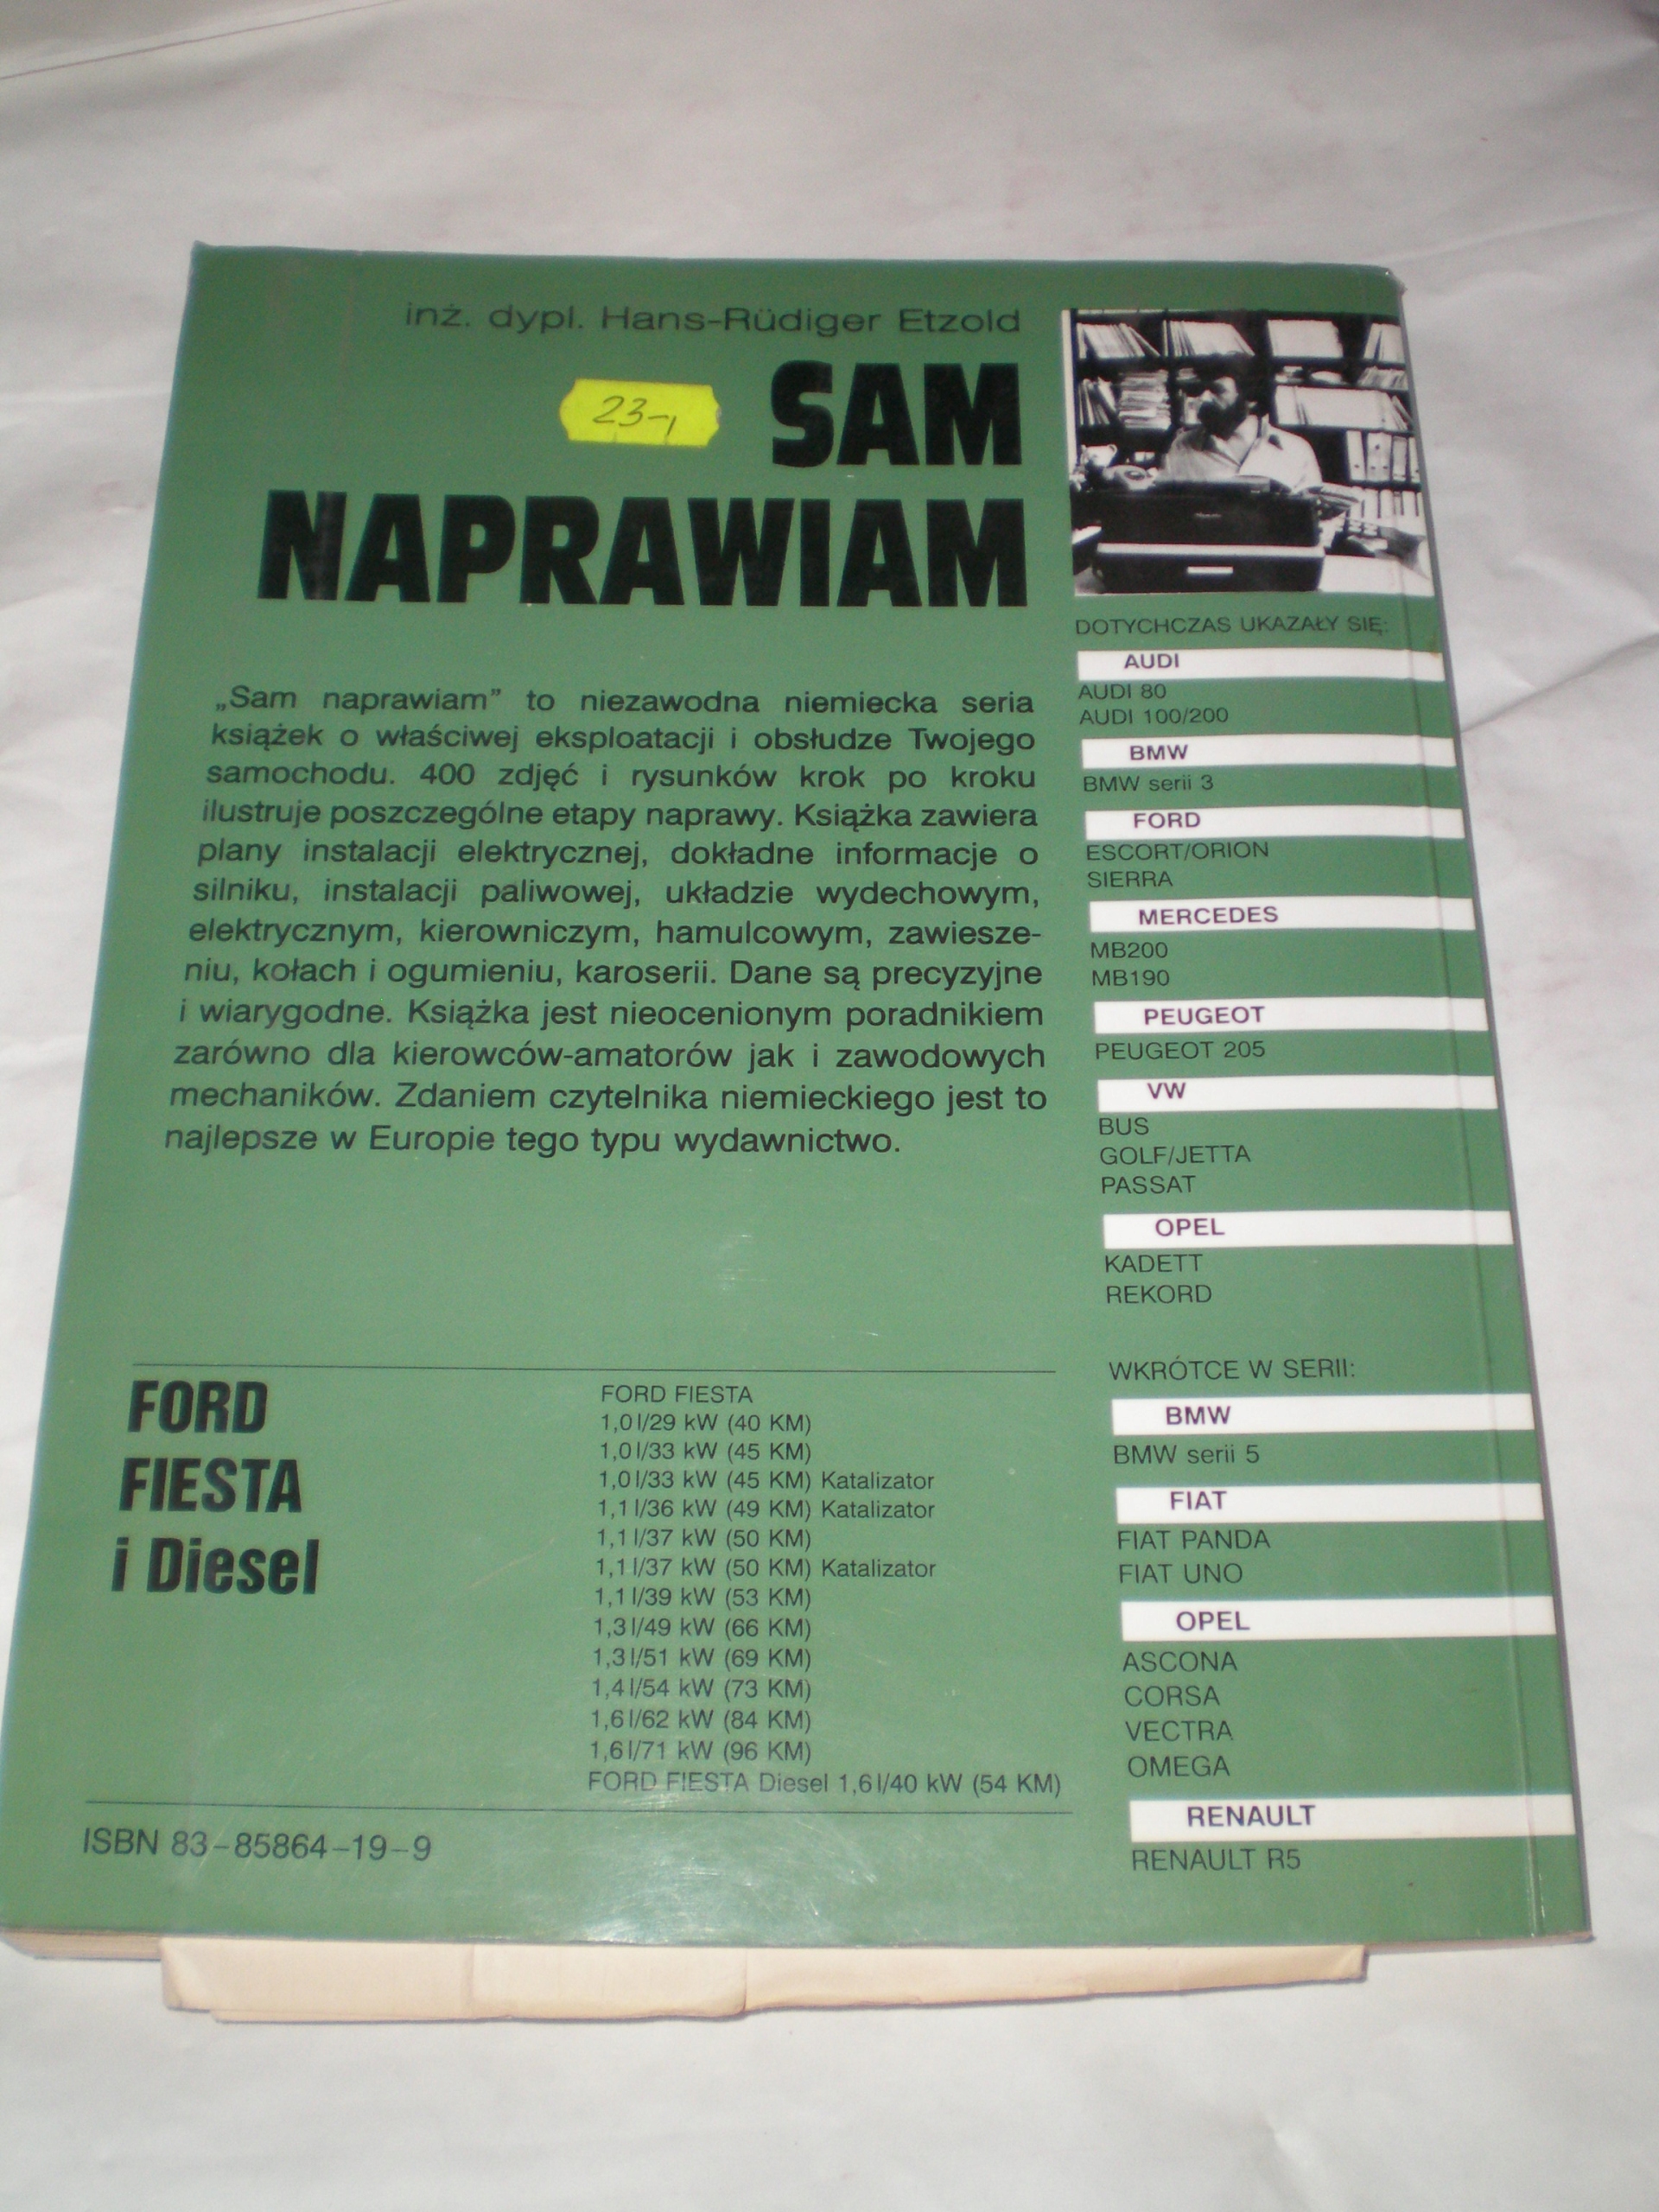 inż. dypl. Hans-Rüdiger Etzold
23-,
SAM
NAPRAWIAM
„Sam naprawiam” to niezawodna niemiecka seria
książek o właściwej eksploatacji i obsłudze Twojego
samochodu. 400 zdjęć i rysunków krok po kroku
ilustruje poszczególne etapy naprawy. Książka zawiera
plany instalacji elektrycznej, dokładne informacje o
silniku, instalacji paliwowej, układzie wydechowym,
elektrycznym, kierowniczym, hamulcowym, zawiesze-
niu, kołach i ogumieniu, karoserii. Dane są precyzyjne
i wiarygodne. Książka jest nieocenionym poradnikiem
zarówno dla kierowców-amatorów jak i zawodowych
mechaników. Zdaniem czytelnika niemieckiego jest to
najlepsze w Europie tego typu wydawnictwo.
FORD
FIESTA
i Diesel
FORD FIESTA
1,0 l/29 kW (40 KM)
1,0 l/33 kW (45 KM)
1,0 l/33 kW (45 KM) Katalizator
1,1 l/36 kW (49 KM) Katalizator
1,1 l/37 kW (50 KM)
1,1 l/37 kW (50 KM) Katalizator
1,1 l/39 kW (53 KM)
1,3 l/49 kW (66 KM)
1,3 l/51 kW (69 KM)
1,4 l/54 kW (73 KM)
1,6 l/62 kW (84 KM)
1,6 l/71 kW (96 KM)
FORD FIESTA Diesel 1,6 l/40 kW (54 KM)
ISBN 83-85864-19-9
DOTYCHCZAS UKAZAŁY SIĘ:
AUDI
AUDI 80
AUDI 100/200
BMW
BMW serii 3
FORD
ESCORT/ORION
SIERRA
MERCEDES
MB200
MB190
PEUGEOT
PEUGEOT 205
VW
BUS
GOLF/JETTA
PASSAT
OPEL
KADETT
REKORD
WKRÓTCE W SERII:
BMW
BMW serii 5
FIAT
FIAT PANDA
FIAT UNO
OPEL
ASCONA
CORSA
VECTRA
OMEGA
RENAULT
RENAULT R5